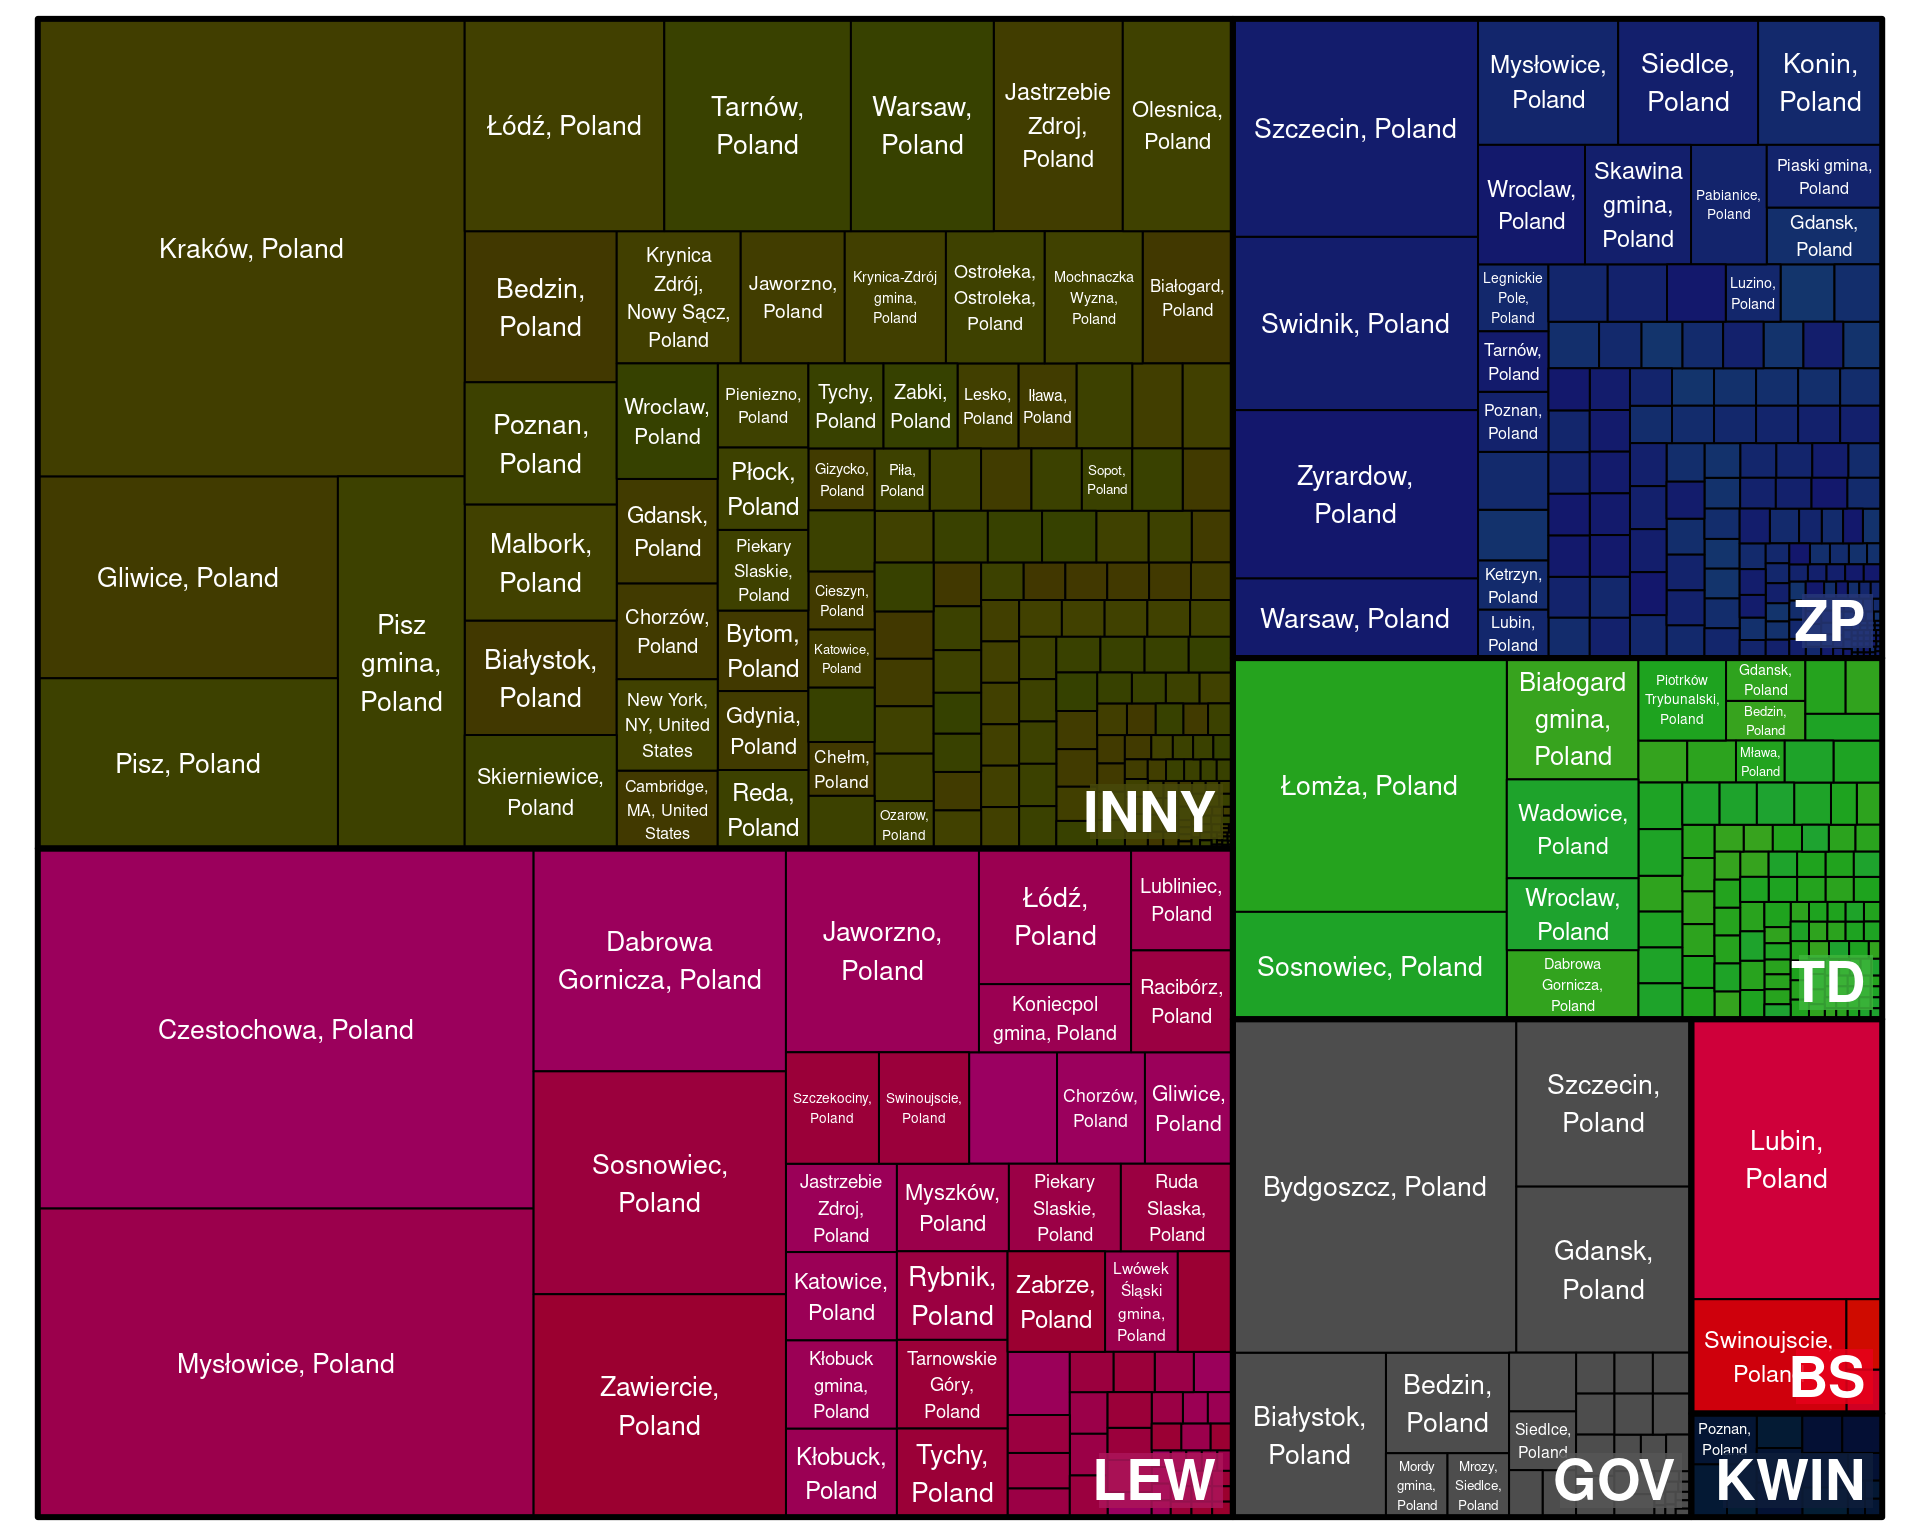 Kraków, Poland
Łódź, Poland
Tarnów,
Poland
Warsaw,
Poland
Jastrzebie
Zdroj,
Poland
Olesnica,
Poland
Bedzin,
Poland
Krynica
Zdrój,
Nowy Sącz,
Poland
Jaworzno,
Poland
Krynica-Zdrój
gmina,
Poland
Ostrołeka,
Ostroleka,
Poland
Mochnaczka
Wyzna,
Poland
Białogard,
Poland
Poznan,
Poland
Wroclaw,
Poland
Pieniezno,
Poland
Tychy,
Poland
Zabki,
Poland
Lesko,
Poland
Iława,
Poland
Płock,
Poland
Gizycko,
Poland
Piła,
Poland
Sopot,
Poland
Gliwice, Poland
Pisz
gmina,
Poland
Pisz, Poland
Malbork,
Poland
Gdansk,
Poland
Piekary
Slaskie,
Poland
Cieszyn,
Poland
Białystok,
Poland
Chorzów,
Poland
Bytom,
Poland
Katowice,
Poland
New York,
NY, United
States
Gdynia,
Poland
Skierniewice,
Poland
Cambridge,
MA, United
States
Reda,
Poland
Chełm,
Poland
Ozarow,
Poland
INNY
Szczecin, Poland
Mysłowice,
Poland
Siedlce,
Poland
Konin,
Poland
Wroclaw,
Poland
Skawina
gmina,
Poland
Pabianice,
Poland
Piaski gmina,
Poland
Gdansk,
Poland
Swidnik, Poland
Legnickie
Pole,
Poland
Luzino,
Poland
Tarnów,
Poland
Poznan,
Poland
Zyrardow,
Poland
Ketrzyn,
Poland
Warsaw, Poland
Lubin,
Poland
ZP
Łomża, Poland
Białogard
gmina,
Poland
Piotrków
Trybunalski,
Poland
Gdansk,
Poland
Bedzin,
Poland
Mława,
Poland
Wadowice,
Poland
Wroclaw,
Poland
Sosnowiec, Poland
Dabrowa
Gornicza,
Poland
TD
Czestochowa, Poland
Dabrowa
Gornicza, Poland
Jaworzno,
Poland
Łódź,
Poland
Lubliniec,
Poland
Koniecpol
gmina, Poland
Racibórz,
Poland
Szczekociny,
Poland
Swinoujscie,
Poland
Chorzów,
Poland
Gliwice,
Poland
Sosnowiec,
Poland
Jastrzebie
Zdroj,
Poland
Myszków,
Poland
Piekary
Slaskie,
Poland
Ruda
Slaska,
Poland
Mysłowice, Poland
Katowice,
Poland
Rybnik,
Poland
Zabrze,
Poland
Lwówek
Śląski
gmina,
Poland
Zawiercie,
Poland
Kłobuck
gmina,
Poland
Tarnowskie
Góry,
Poland
Kłobuck,
Poland
Tychy,
Poland
LEW
Bydgoszcz, Poland
Szczecin,
Poland
Gdansk,
Poland
Białystok,
Poland
Bedzin,
Poland
Siedlce,
Poland
Mordy
gmina,
Poland
Mrozy,
Siedlce,
Poland
GOV
Lubin,
Poland
Swinoujscie,
Poland
BS
Poznan,
Poland
KWIN